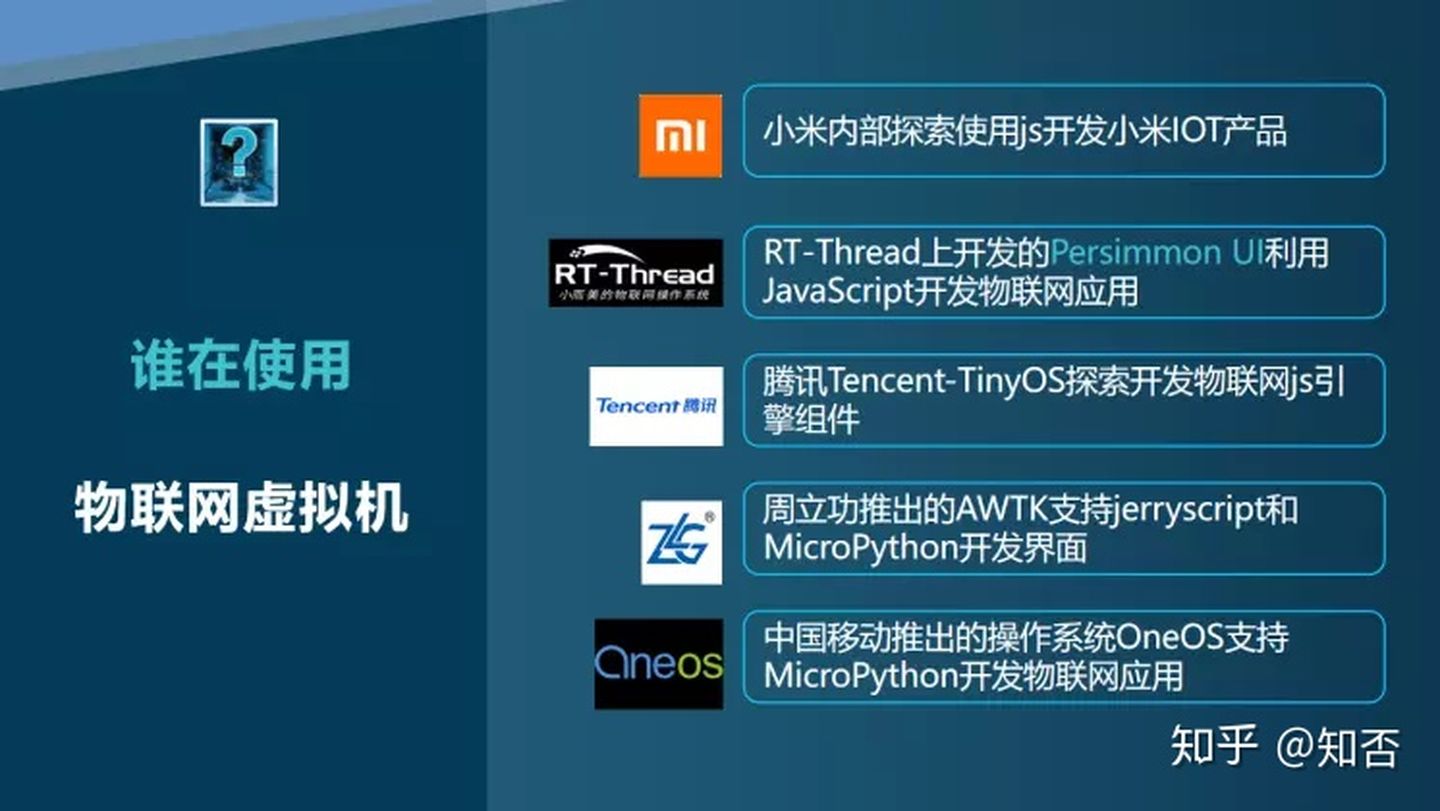 谁在使用
物联网虚拟机
mi
小米内部探索使用js开发小米IOT产品
RT-Thread
小而美的物联网操作系统
RT-Thread上开发的Persimmon UI利用
JavaScript开发物联网应用
Tencent 腾讯
腾讯Tencent-TinyOS探索开发物联网js引
擎组件
ZLG®
周立功推出的AWTK支持jerryscript和
MicroPython开发界面
Oneos
中国移动推出的操作系统OneOS支持
MicroPython开发物联网应用
知乎 @知否